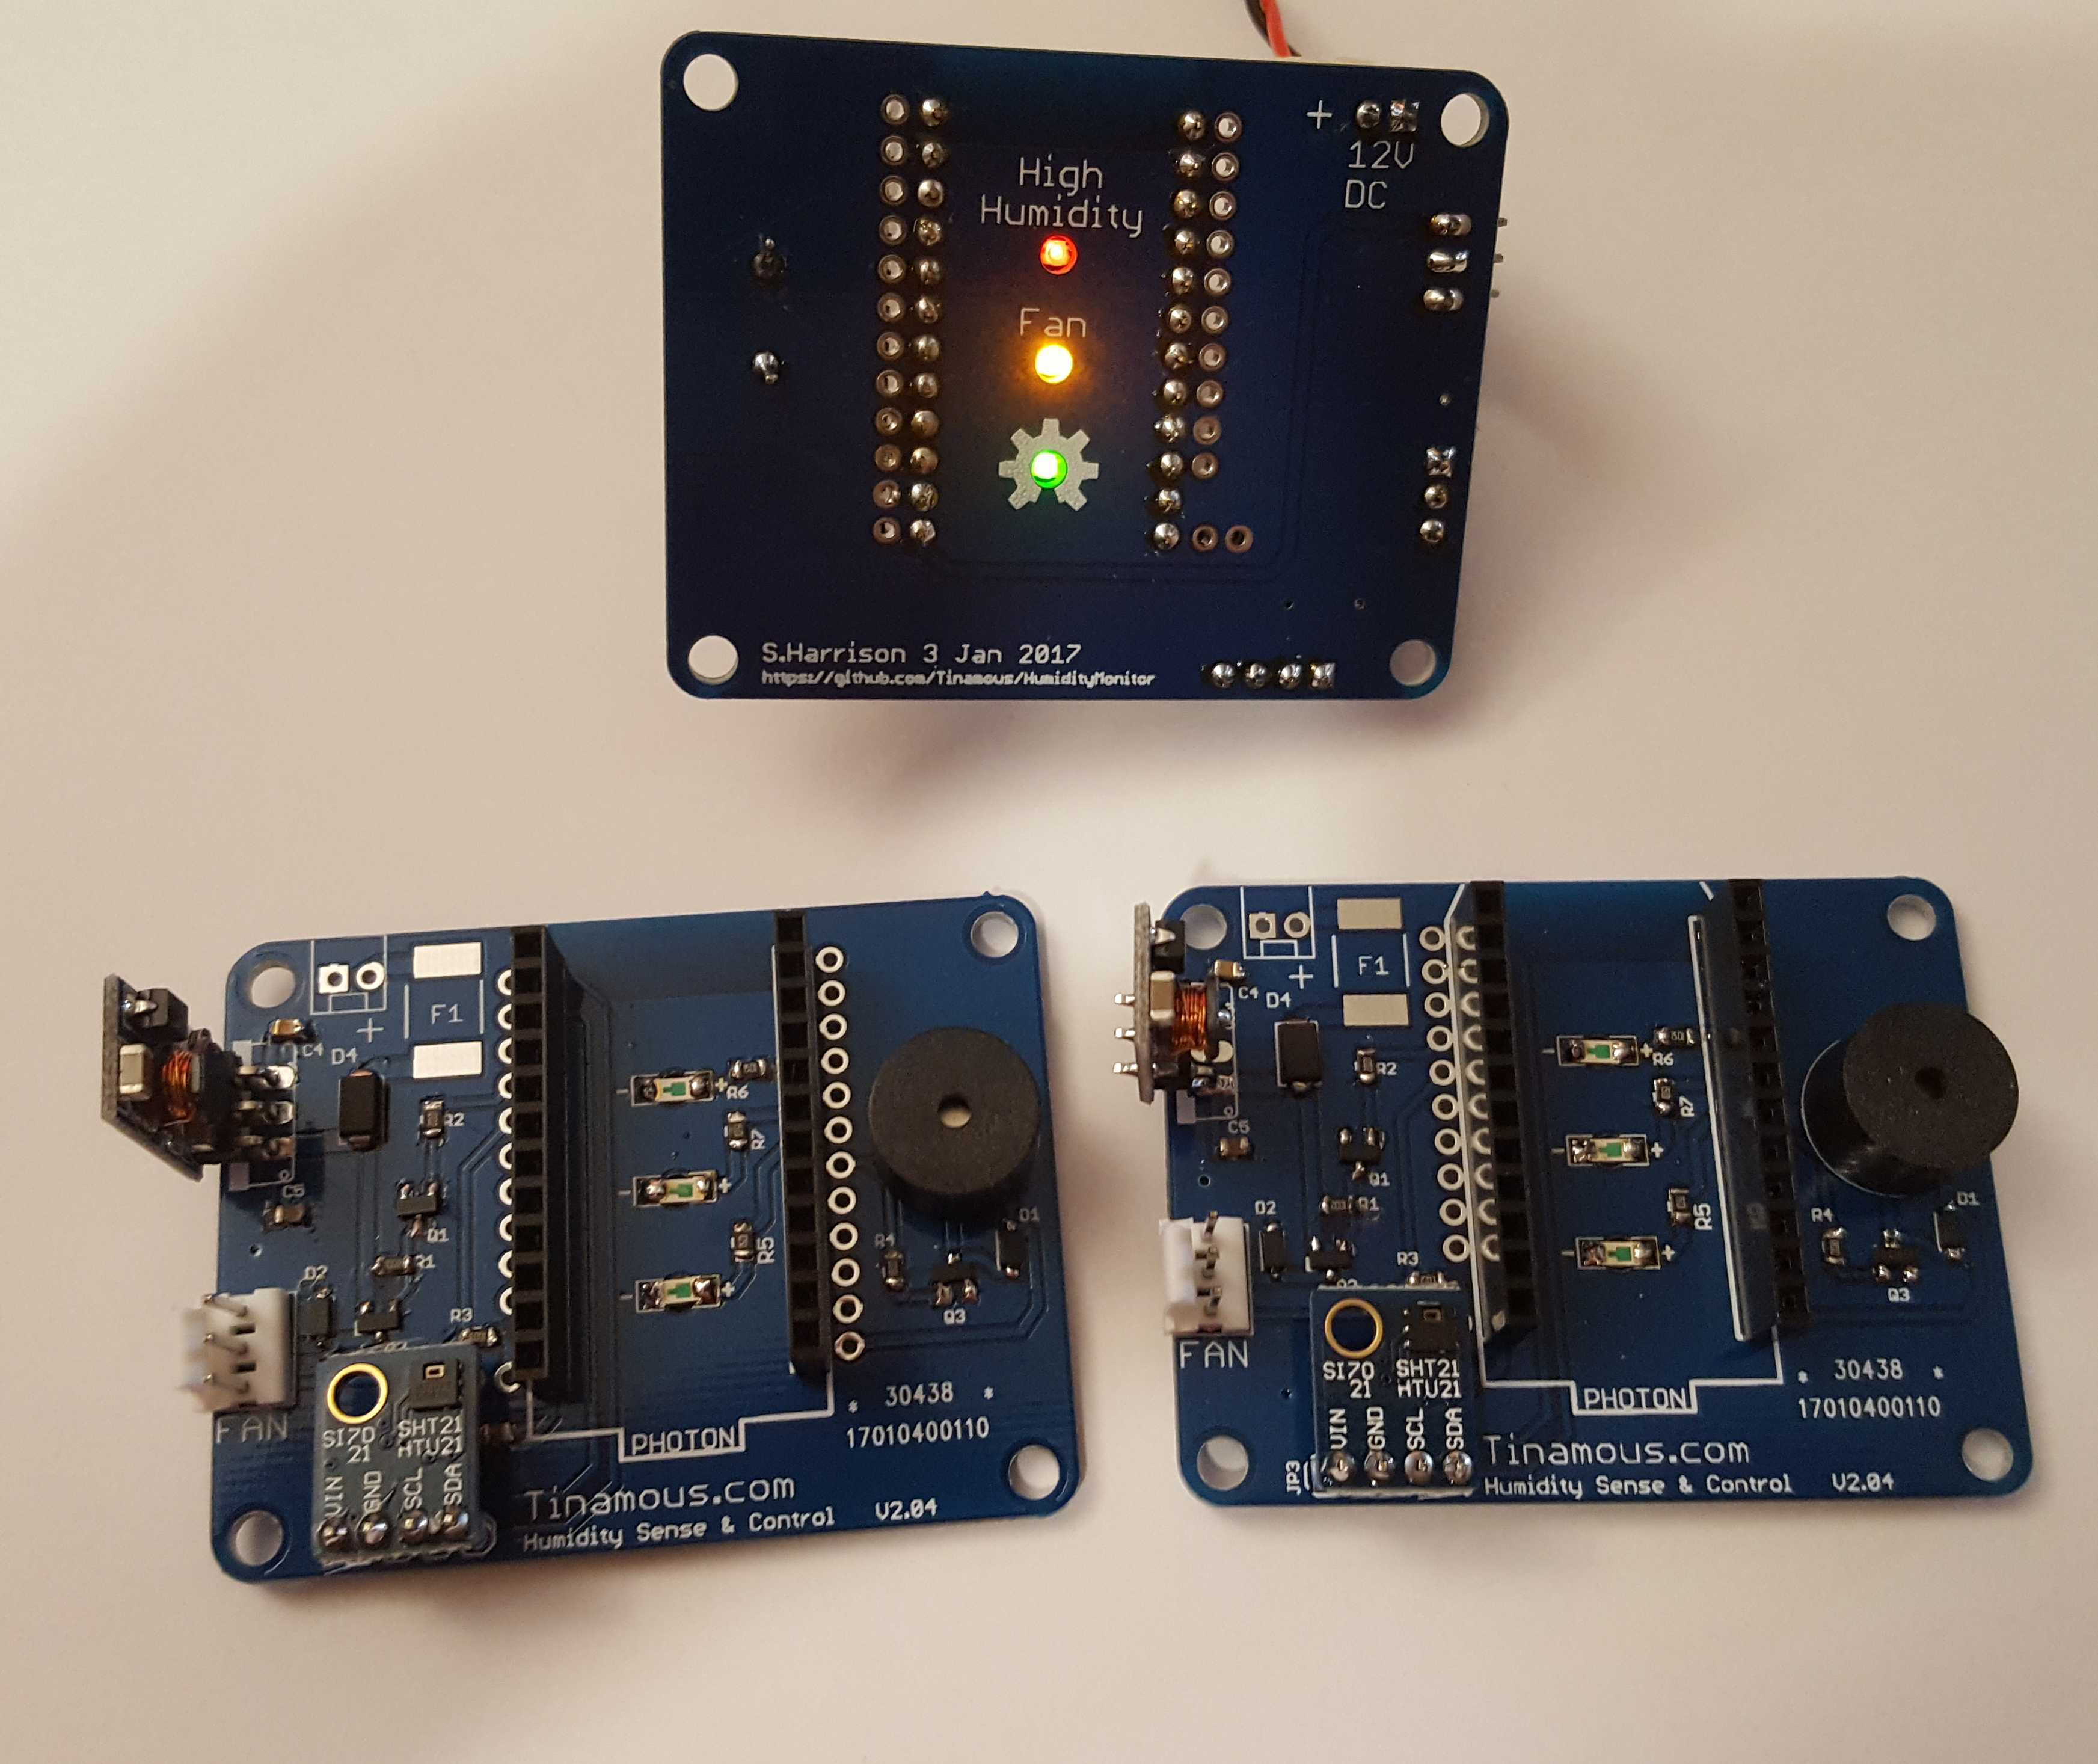 +
12V
DC
High
Humidity
Fan
S.Harrison 3 Jan 2017
https://github.com/Tinamous/HumidityMonitor
+
F1
C4
D4
R2
C5
Q1
R1
D2
R3
FAN
SI70
21
SHT21
HTU21
VIN
GND
SCL
SDA
- + R6
R7
- +
R5
- +
R4
D1
Q3
* 30438 *
17010400110
PHOTON
Tinamous.com
Humidity Sense & Control V2.04
+
F1
C4
D4
R2
C5
Q1
R1
D2
R3
FAN
SI70
21
SHT21
HTU21
VIN
GND
SCL
SDA
JP3
- + R6
R7
- +
R5
- +
R4
D1
Q3
* 30438 *
17010400110
PHOTON
Tinamous.com
Humidity Sense & Control V2.04